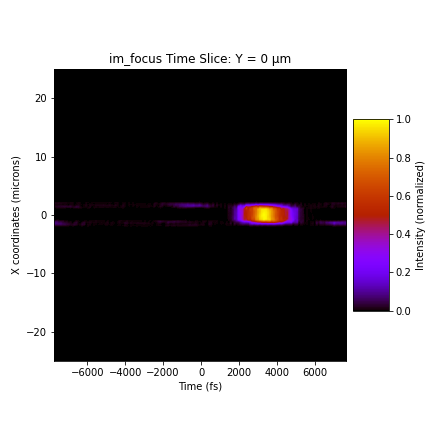 im_focus Time Slice: Y = 0 μm
20
10
0
−10
−20
X coordinates (microns)
−6000 −4000 −2000 0 2000 4000 6000
Time (fs)
1.0
0.8
0.6
0.4
0.2
0.0
Intensity (normalized)